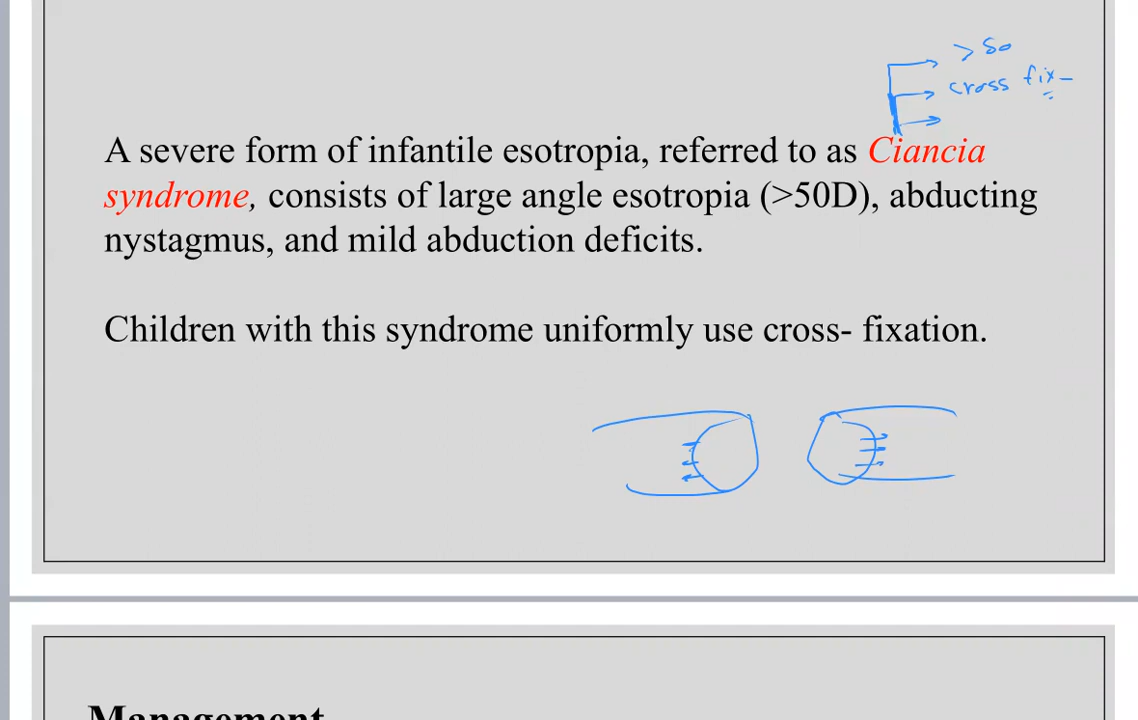 > 50
cross fix-
A severe form of infantile esotropia, referred to as Ciancia
syndrome, consists of large angle esotropia (>50D), abducting
nystagmus, and mild abduction deficits.
Children with this syndrome uniformly use cross- fixation.
Management